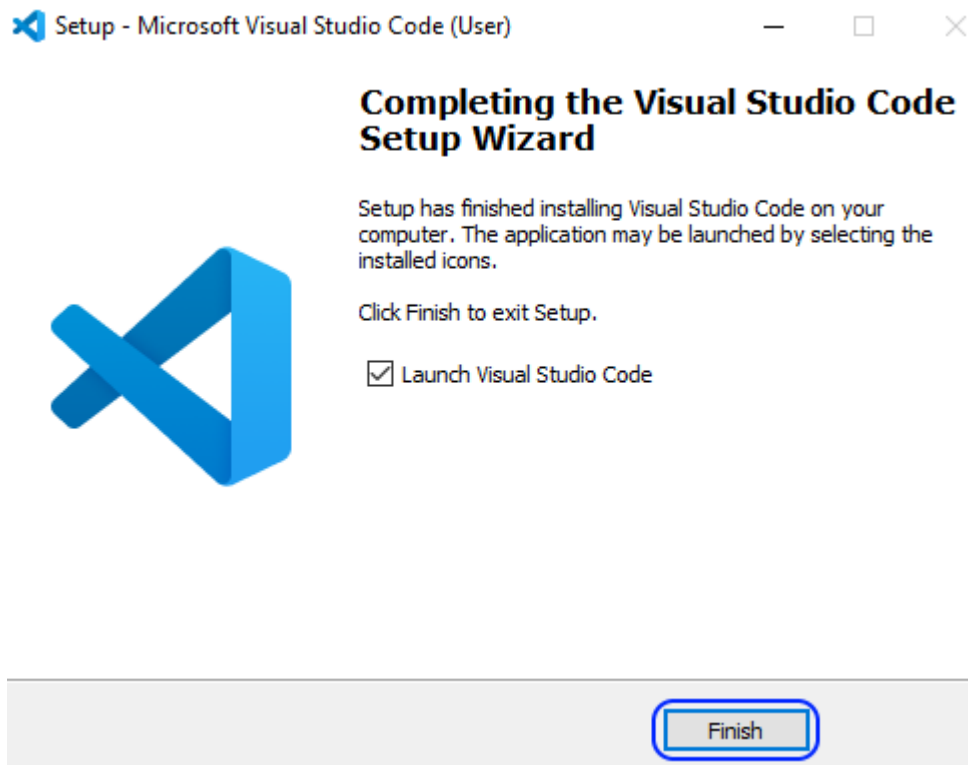 Setup - Microsoft Visual Studio Code (User)
Completing the Visual Studio Code
Setup Wizard
Setup has finished installing Visual Studio Code on your
computer. The application may be launched by selecting the
installed icons.
Click Finish to exit Setup.
Launch Visual Studio Code
Finish